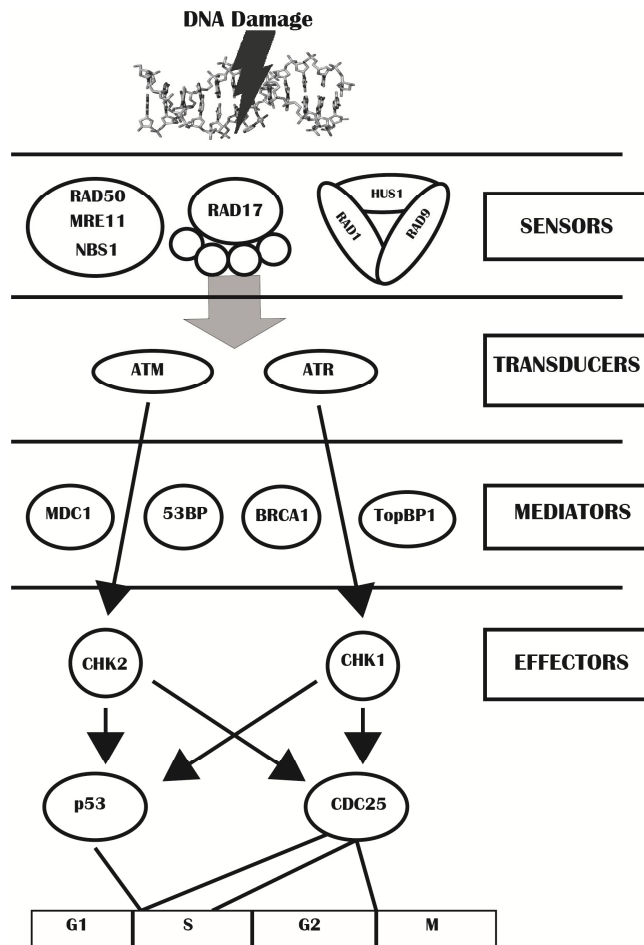 DNA Damage
RAD50
MRE11
NBS1
RAD17
HUS1
RAD1
RAD9
SENSORS
ATM
ATR
TRANSDUCERS
MDC1
53BP
BRCA1
TopBP1
MEDIATORS
CHK2
CHK1
EFFECTORS
p53
CDC25
G1 S G2 M